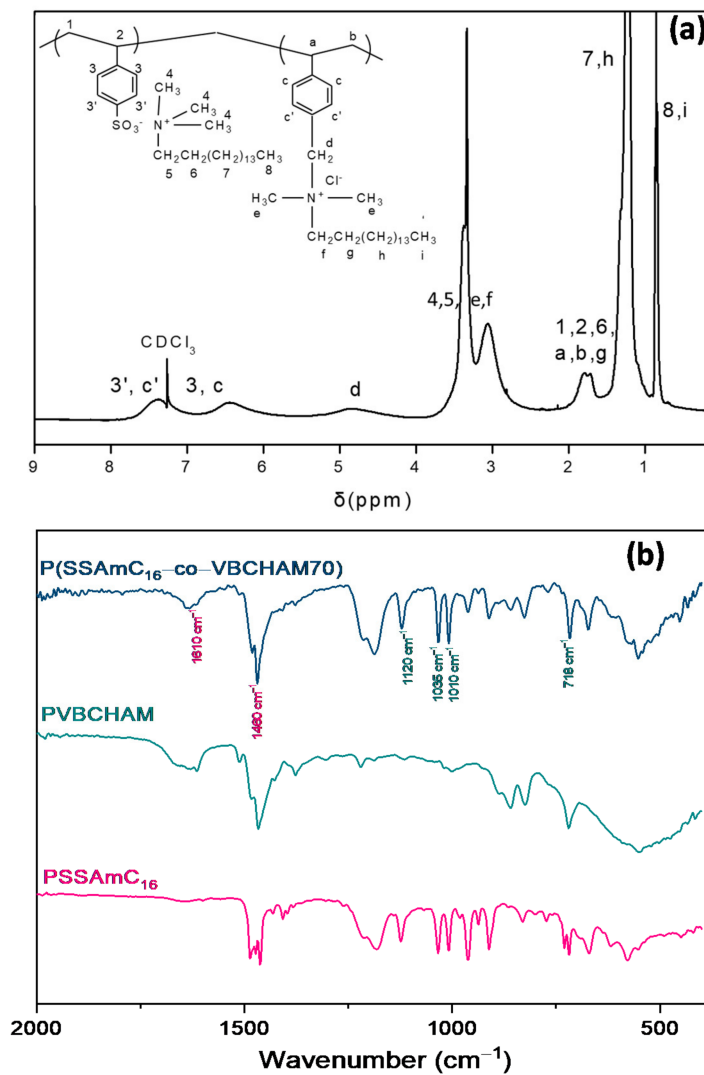 (a)
1
2
3
3
3'
3'
SO₃⁻
CH₃
4
CH₃
4
CH₃
4
N⁺
CH₂CH₂(CH₂)₁₃CH₃
5 6 7 8
a
b
c
c
c'
c'
d
CH₂
Cl⁻
H₃C
N⁺
CH₃
e
e
CH₂CH₂(CH₂)₁₃CH₃
f g h i
7,h
8,i
4,5, e,f
1,2,6,
a,b,g
CDCl₃
3', c'
3, c
d
9 8 7 6 5 4 3 2 1
δ(ppm)
(b)
P(SSAmC₁₆–co–VBCHAM70)
1610 cm⁻¹
1460 cm⁻¹
1120 cm⁻¹
1035 cm⁻¹
1010 cm⁻¹
718 cm⁻¹
PVBCHAM
PSSAmC₁₆
2000 1500 1000 500
Wavenumber (cm⁻¹)